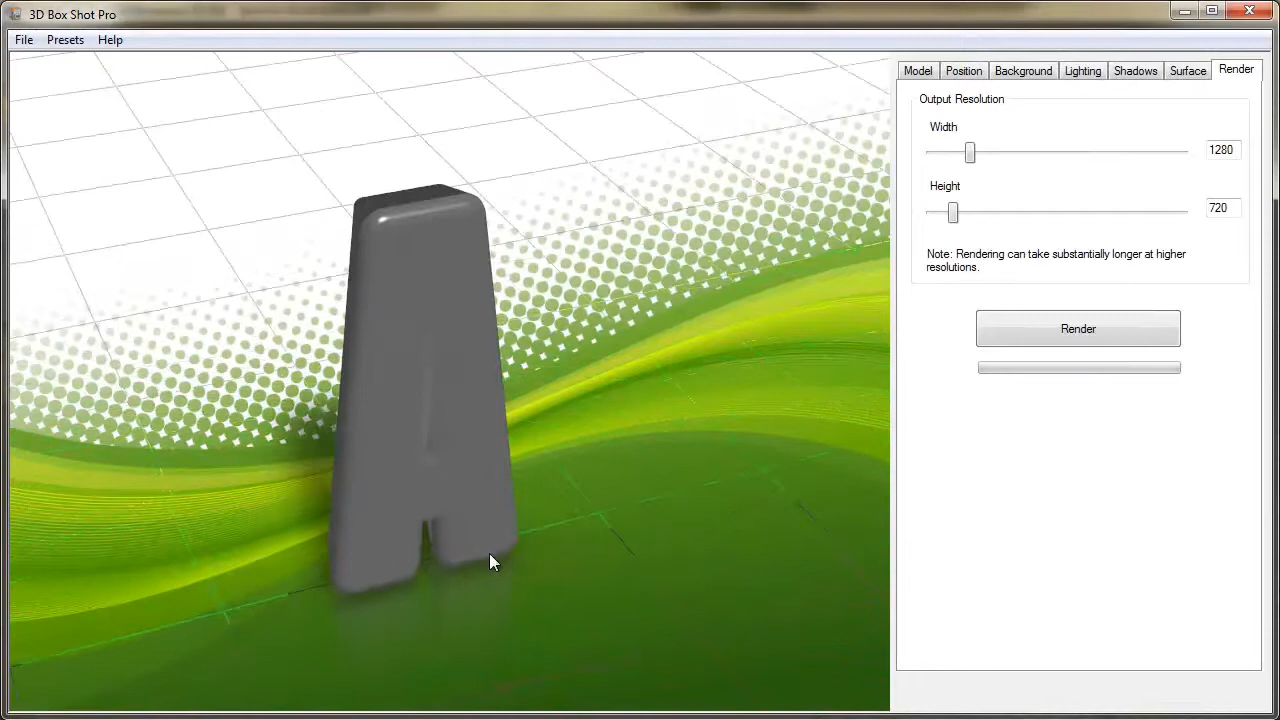 3D Box Shot Pro
File Presets Help
Model Position Background Lighting Shadows Surface Render
Output Resolution
Width
1280
Height
720
Note: Rendering can take substantially longer at higher
resolutions.
Render